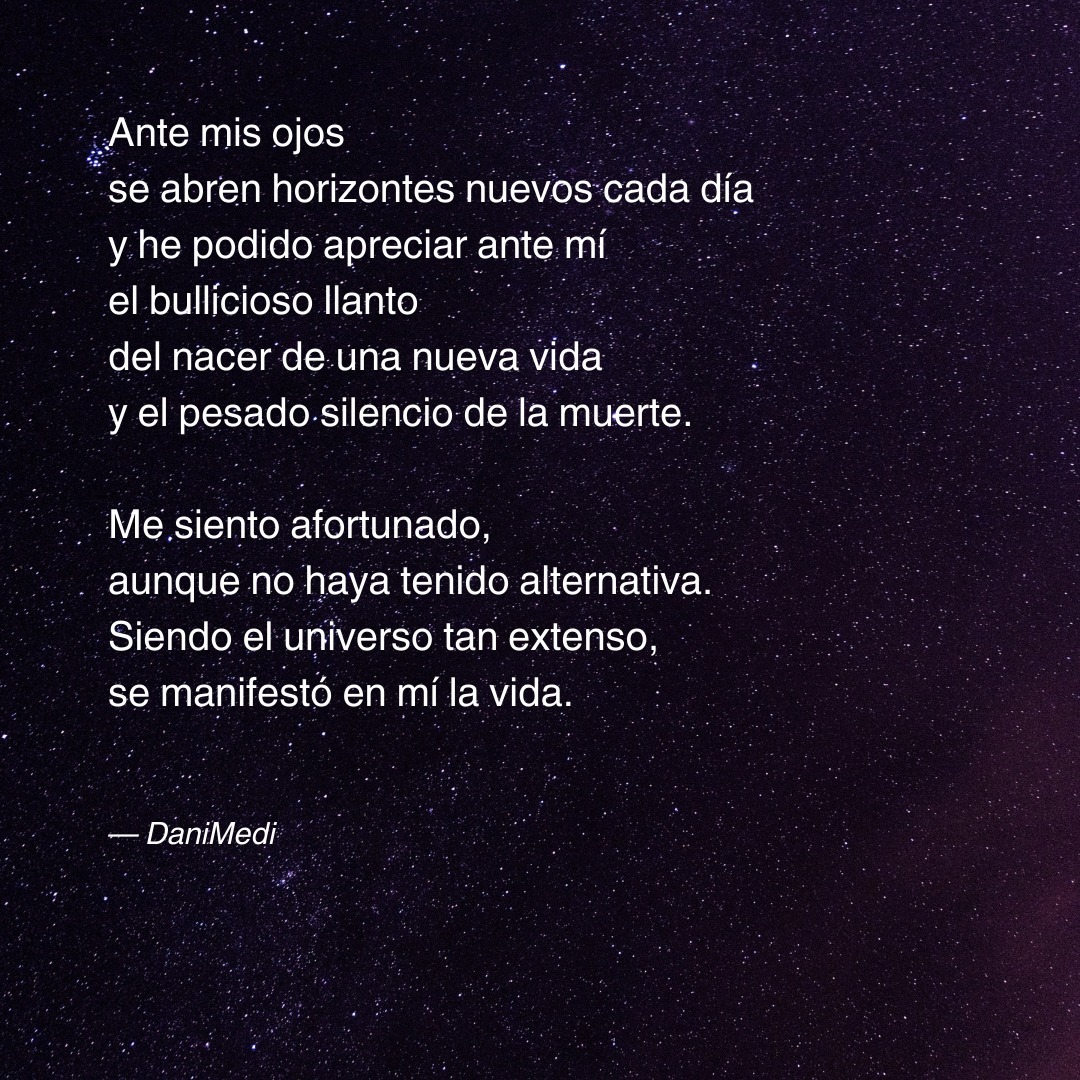 Ante mis ojos
se abren horizontes nuevos cada día
y he podido apreciar ante mí
el bullicioso llanto
del nacer de una nueva vida
y el pesado silencio de la muerte.

Me siento afortunado,
aunque no haya tenido alternativa.
Siendo el universo tan extenso,
se manifestó en mí la vida.

— DaniMedi